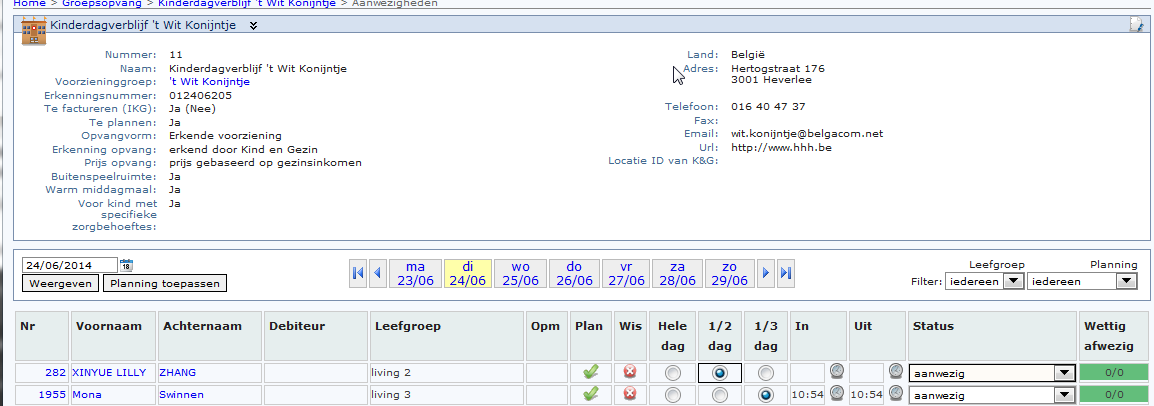 Home > Groepsopvang > Kinderdagverblijf 't Wit Konijntje > Aanwezigheden
Kinderdagverblijf 't Wit Konijntje
Nummer: 11
Naam: Kinderdagverblijf 't Wit Konijntje
Voorzieninggroep: 't Wit Konijntje
Erkenningsnummer: 012406205
Te factureren (IKG): Ja (Nee)
Te plannen: Ja
Opvangvorm: Erkende voorziening
Erkenning opvang: erkend door Kind en Gezin
Prijs opvang: prijs gebaseerd op gezinsinkomen
Buitenspeelruimte: Ja
Warm middagmaal: Ja
Voor kind met Ja
specifieke
zorgbehoeftes:
Land: België
Adres: Hertogstraat 176
3001 Heverlee
Telefoon: 016 40 47 37
Fax:
Email: wit.konijntje@belgacom.net
Url: http://www.hhh.be
Locatie ID van K&G:
24/06/2014 18
Weergeven Planning toepassen
ma di wo do vr za zo
23/06 24/06 25/06 26/06 27/06 28/06 29/06
Leefgroep Planning
Filter: iedereen iedereen
Nr Voornaam Achternaam Debiteur Leefgroep Opm Plan Wis Hele 1/2 1/3 In Uit Status Wettig
dag dag dag afwezig
282 XINYUE LILLY ZHANG living 2 aanwezig 0/0
1955 Mona Swinnen living 3 10:54 10:54 aanwezig 0/0